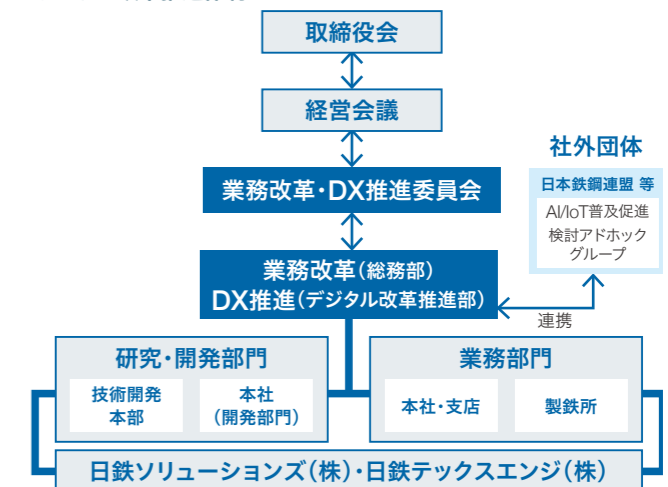 取締役会
経営会議
業務改革・DX推進委員会
業務改革（総務部）
DX推進（デジタル改革推進部）
社外団体
日本鉄鋼連盟 等
AI/IoT普及促進
検討アドホック
グループ
連携
研究・開発部門
技術開発
本部
本社
（開発部門）
業務部門
本社・支店
製鉄所
日鉄ソリューションズ（株）・日鉄テックスエンジ（株）